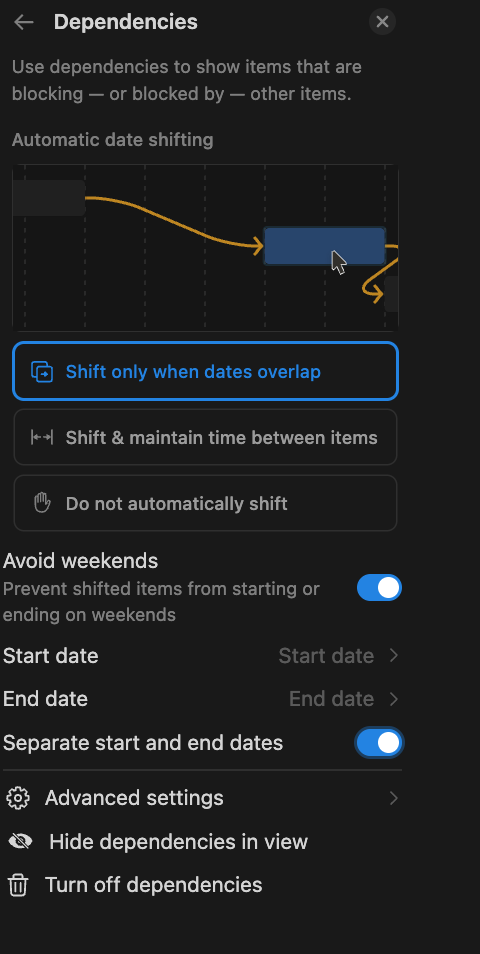 Dependencies
Use dependencies to show items that are
blocking — or blocked by — other items.
Automatic date shifting
Shift only when dates overlap
Shift & maintain time between items
Do not automatically shift
Avoid weekends
Prevent shifted items from starting or
ending on weekends
Start date Start date
End date End date
Separate start and end dates
Advanced settings
Hide dependencies in view
Turn off dependencies